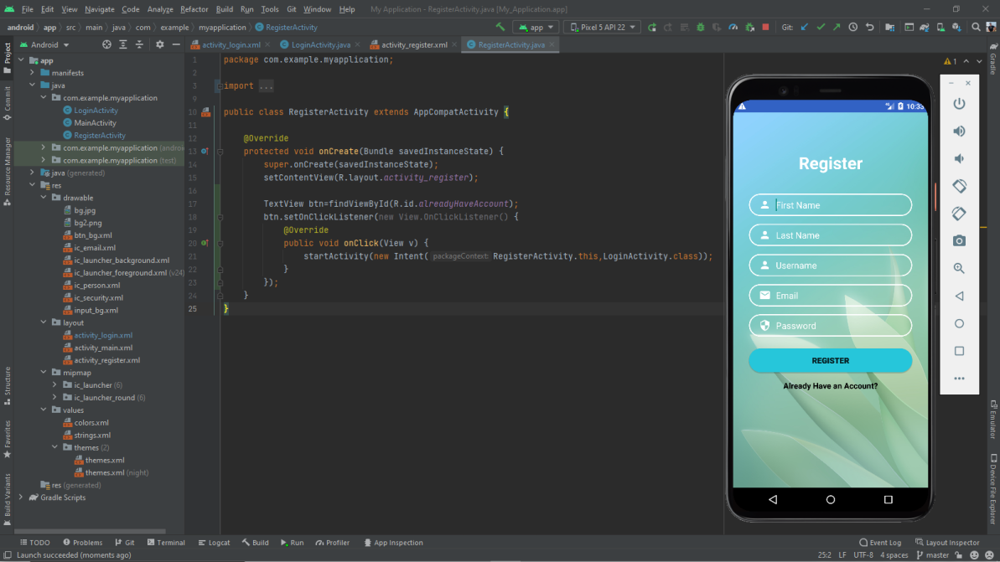 File Edit View Navigate Code Analyze Refactor Build Run Tools Git Window Help My Application - RegisterActivity.java [My_Application.app]
android src main java com example myapplication RegisterActivity app Pixel 5 API 22 Git:
Android activity_login.xml LoginActivity.java activity_register.xml RegisterActivity.java
Project
Commit
Resource Manager
Structure
Favorites
Build Variants
app
manifests
java
com.example.myapplication
LoginActivity
MainActivity
RegisterActivity
com.example.myapplication (androi
com.example.myapplication (test)
java (generated)
res
drawable
bg.jpg
bg2.png
btn_bg.xml
ic_email.xml
ic_launcher_background.xml
ic_launcher_foreground.xml (v24)
ic_person.xml
ic_security.xml
input_bg.xml
layout
activity_login.xml
activity_main.xml
activity_register.xml
mipmap
ic_launcher (6)
ic_launcher_round (6)
values
colors.xml
strings.xml
themes (2)
themes.xml
themes.xml (night)
res (generated)
Gradle Scripts
1 package com.example.myapplication;
2
3 import ...
9
10 public class RegisterActivity extends AppCompatActivity {
11
12 @Override
13 protected void onCreate(Bundle savedInstanceState) {
14 super.onCreate(savedInstanceState);
15 setContentView(R.layout.activity_register);
16
17 TextView btn=findViewById(R.id.alreadyHaveAccount);
18 btn.setOnClickListener(new View.OnClickListener() {
19 @Override
20 public void onClick(View v) {
21 startActivity(new Intent( packageContext: RegisterActivity.this,LoginActivity.class));
22 }
23 });
24 }
25 }
1
10:33
Register
First Name
Last Name
Username
Email
Password
REGISTER
Already Have an Account?
Gradle
Emulator
Device File Explorer
TODO Problems Git Terminal Logcat Build Run Profiler App Inspection Event Log Layout Inspector
Launch succeeded (moments ago) 25:2 LF UTF-8 4 spaces master